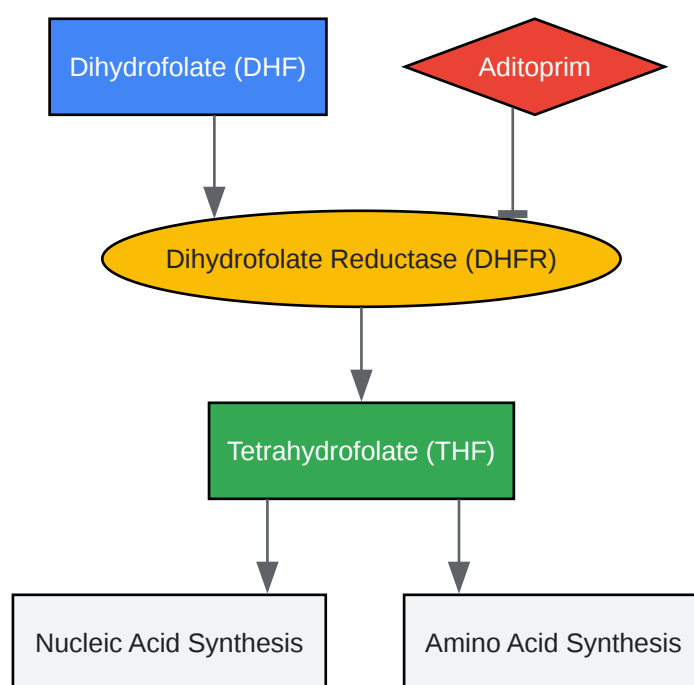 Dihydrofolate (DHF)
Aditoprim
Dihydrofolate Reductase (DHFR)
Tetrahydrofolate (THF)
Nucleic Acid Synthesis
Amino Acid Synthesis